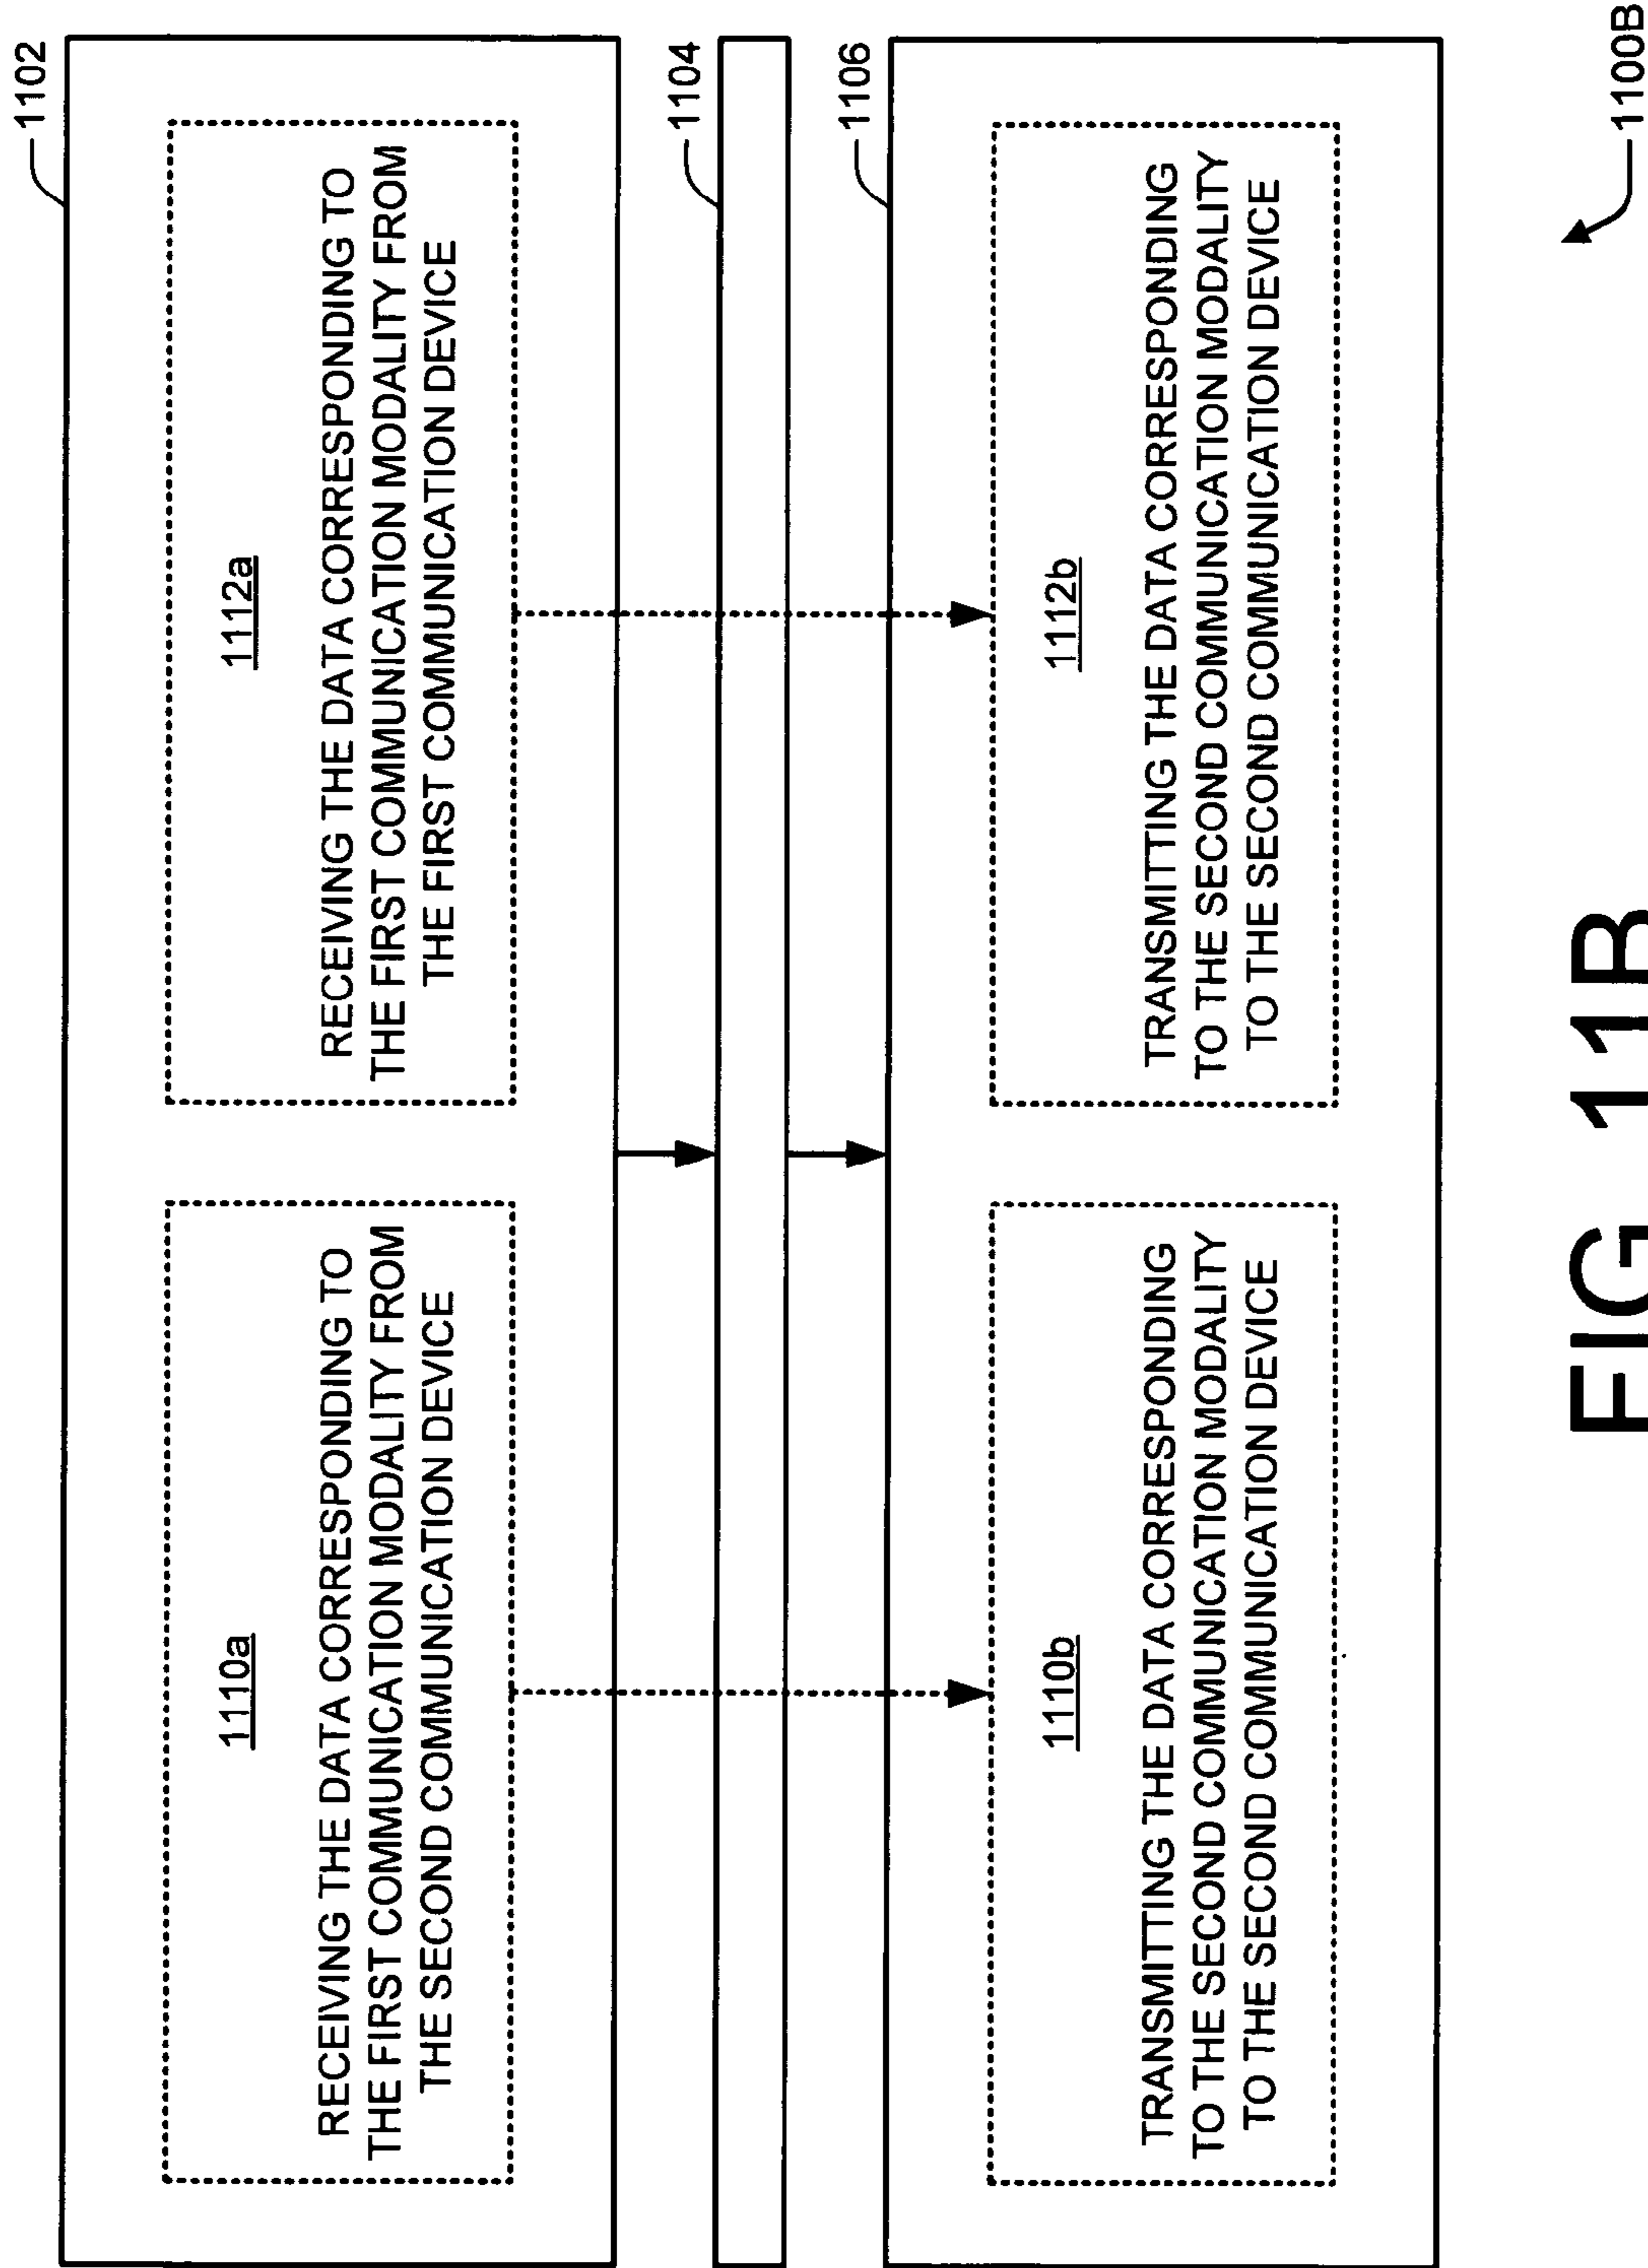 1102
1110a
RECEIVING THE DATA CORRESPONDING TO
THE FIRST COMMUNICATION MODALITY FROM
THE SECOND COMMUNICATION DEVICE
1112a
RECEIVING THE DATA CORRESPONDING TO
THE FIRST COMMUNICATION MODALITY FROM
THE FIRST COMMUNICATION DEVICE
1104
1106
1110b
TRANSMITTING THE DATA CORRESPONDING
TO THE SECOND COMMUNICATION MODALITY
TO THE SECOND COMMUNICATION DEVICE
1112b
TRANSMITTING THE DATA CORRESPONDING
TO THE SECOND COMMUNICATION MODALITY
TO THE SECOND COMMUNICATION DEVICE
1100B
FIG 11B